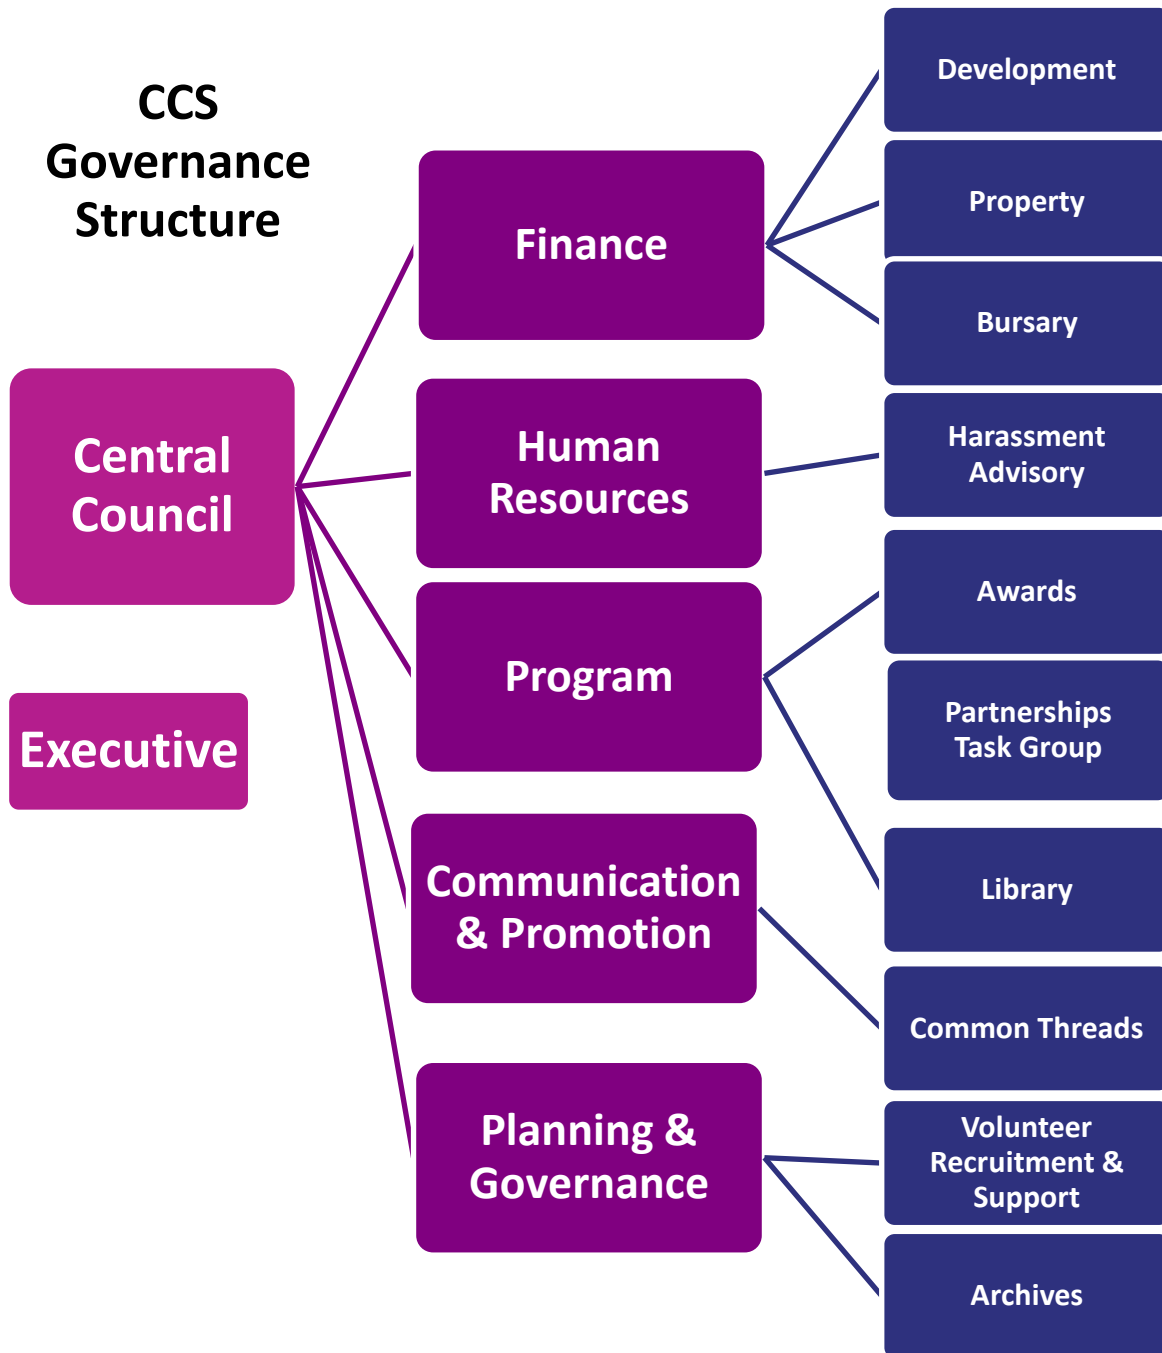 CCS
Governance
Structure
Central
Council
Executive
Finance
Human
Resources
Program
Communication
& Promotion
Planning &
Governance
Development
Property
Bursary
Harassment
Advisory
Awards
Partnerships
Task Group
Library
Common Threads
Volunteer
Recruitment &
Support
Archives